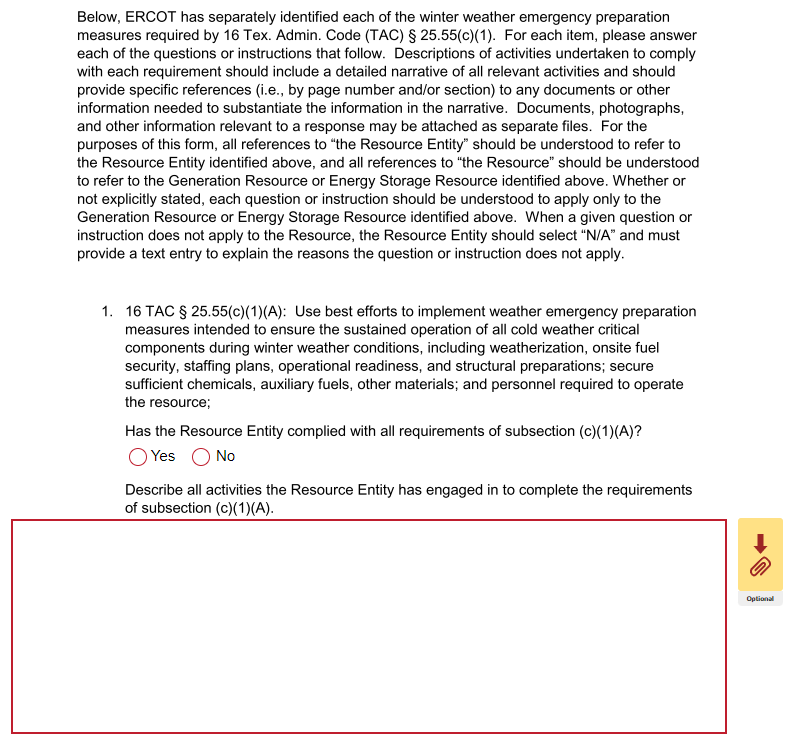 Below, ERCOT has separately identified each of the winter weather emergency preparation
measures required by 16 Tex. Admin. Code (TAC) § 25.55(c)(1).  For each item, please answer
each of the questions or instructions that follow.  Descriptions of activities undertaken to comply
with each requirement should include a detailed narrative of all relevant activities and should
provide specific references (i.e., by page number and/or section) to any documents or other
information needed to substantiate the information in the narrative.  Documents, photographs,
and other information relevant to a response may be attached as separate files.  For the
purposes of this form, all references to “the Resource Entity” should be understood to refer to
the Resource Entity identified above, and all references to “the Resource” should be understood
to refer to the Generation Resource or Energy Storage Resource identified above. Whether or
not explicitly stated, each question or instruction should be understood to apply only to the
Generation Resource or Energy Storage Resource identified above.  When a given question or
instruction does not apply to the Resource, the Resource Entity should select “N/A” and must
provide a text entry to explain the reasons the question or instruction does not apply.
1. 16 TAC § 25.55(c)(1)(A):  Use best efforts to implement weather emergency preparation
measures intended to ensure the sustained operation of all cold weather critical
components during winter weather conditions, including weatherization, onsite fuel
security, staffing plans, operational readiness, and structural preparations; secure
sufficient chemicals, auxiliary fuels, other materials; and personnel required to operate
the resource;
Has the Resource Entity complied with all requirements of subsection (c)(1)(A)?
Yes No
Describe all activities the Resource Entity has engaged in to complete the requirements
of subsection (c)(1)(A).
Optional